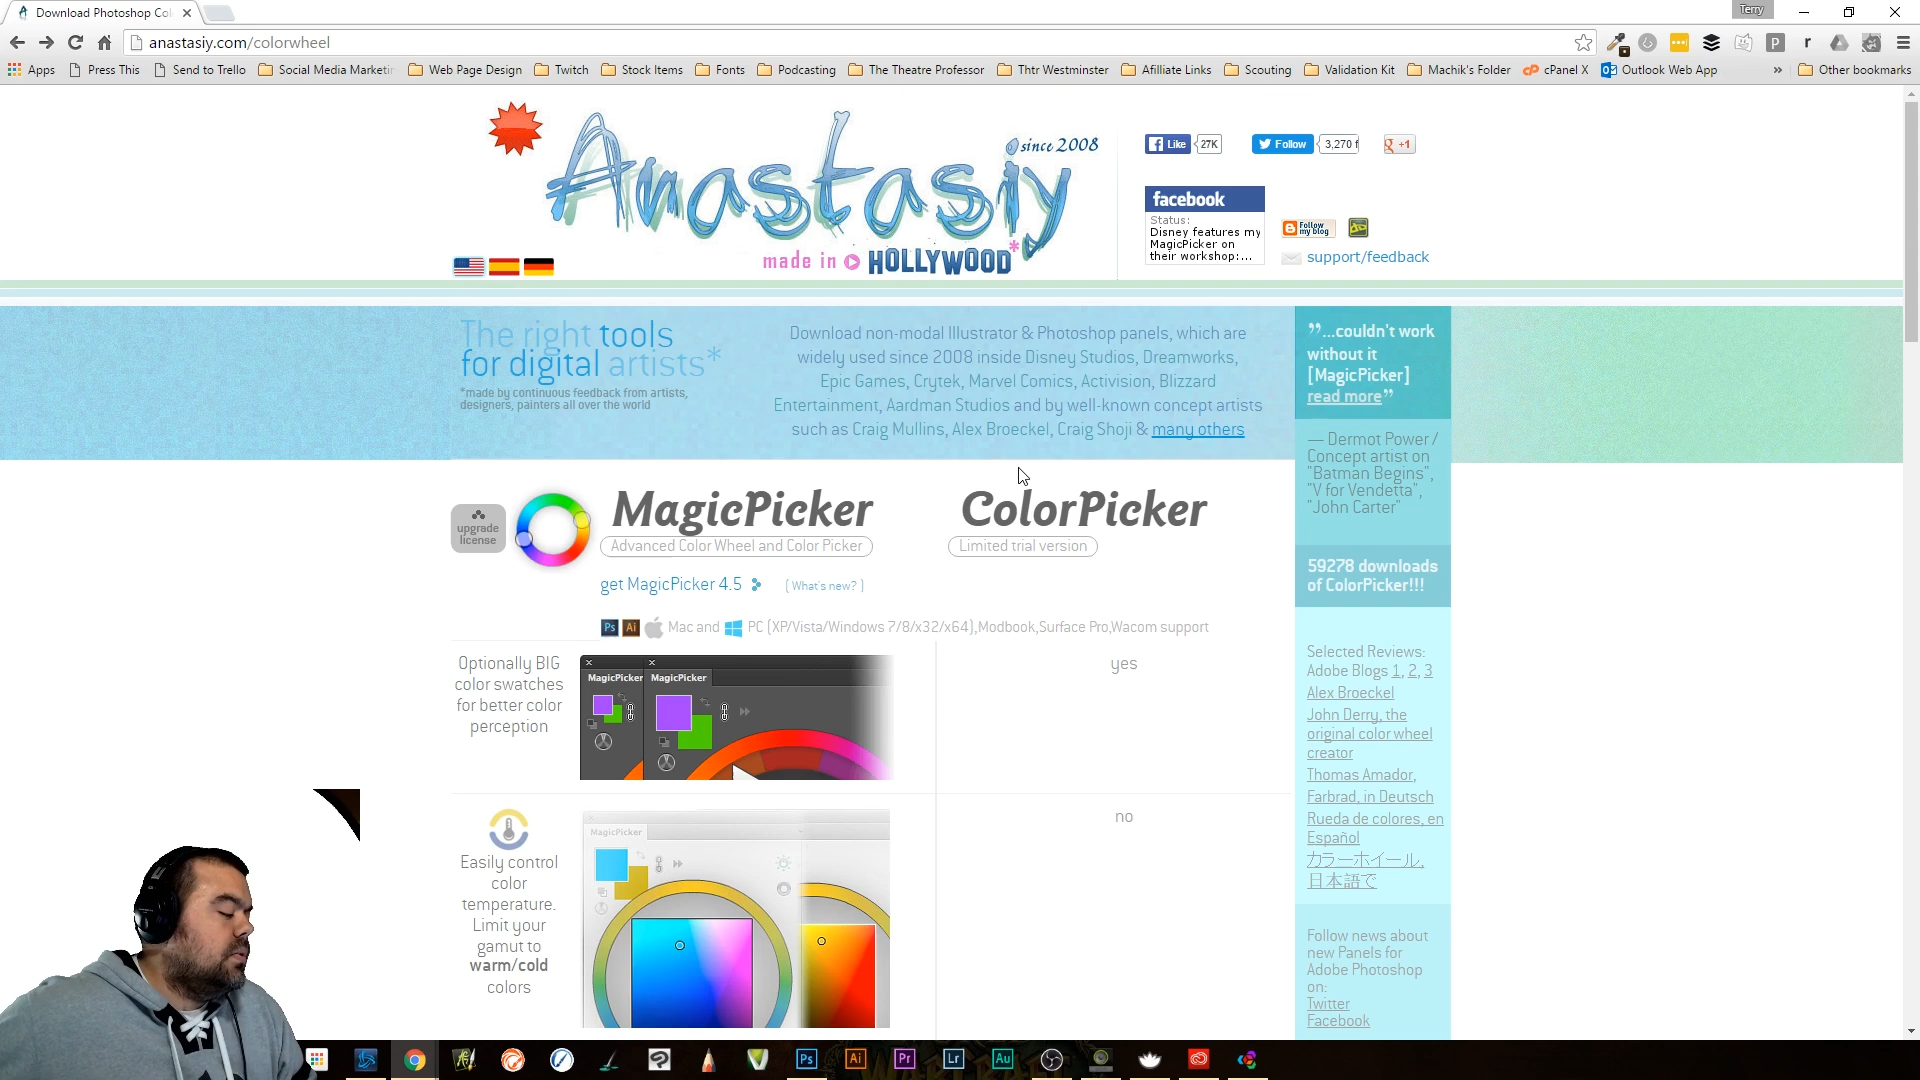 Download Photoshop Col
Terry
anastasiy.com/colorwheel
Apps
Press This
Send to Trello
Social Media Marketin
Web Page Design
Twitch
Stock Items
Fonts
Podcasting
The Theatre Professor
Thtr Westminster
Afilliate Links
Scouting
Validation Kit
Machik's Folder
cPanel X
Outlook Web App
»
Other bookmarks
Anastasiy
since 2008
made in HOLLYWOOD*
Like
27K
Follow
3,270 f
+1
facebook
Status:
Disney features my
MagicPicker on
their workshop:...
Follow
my blog
support/feedback
The right tools
for digital artists*
*made by continuous feedback from artists,
designers, painters all over the world
Download non-modal Illustrator & Photoshop panels, which are
widely used since 2008 inside Disney Studios, Dreamworks,
Epic Games, Crytek, Marvel Comics, Activision, Blizzard
Entertainment, Aardman Studios and by well-known concept artists
such as Craig Mullins, Alex Broeckel, Craig Shoji & many others
”...couldn't work
without it
[MagicPicker]
read more”
— Dermot Power /
Concept artist on
"Batman Begins",
"V for Vendetta",
"John Carter"
59278 downloads
of ColorPicker!!!
upgrade
license
MagicPicker
Advanced Color Wheel and Color Picker
ColorPicker
Limited trial version
get MagicPicker 4.5
( What's new? )
Ps Ai Mac and PC (XP/Vista/Windows 7/8/x32/x64),Modbook,Surface Pro,Wacom support
Optionally BIG
color swatches
for better color
perception
MagicPicker
MagicPicker
yes
Easily control
color
temperature.
Limit your
gamut to
warm/cold
colors
MagicPicker
no
Selected Reviews:
Adobe Blogs 1, 2, 3
Alex Broeckel
John Derry, the
original color wheel
creator
Thomas Amador,
Farbrad, in Deutsch
Rueda de colores, en
Español
カラーホイール,
日本語で
Follow news about
new Panels for
Adobe Photoshop
on:
Twitter
Facebook
Ps
Ai
Pr
Lr
Au